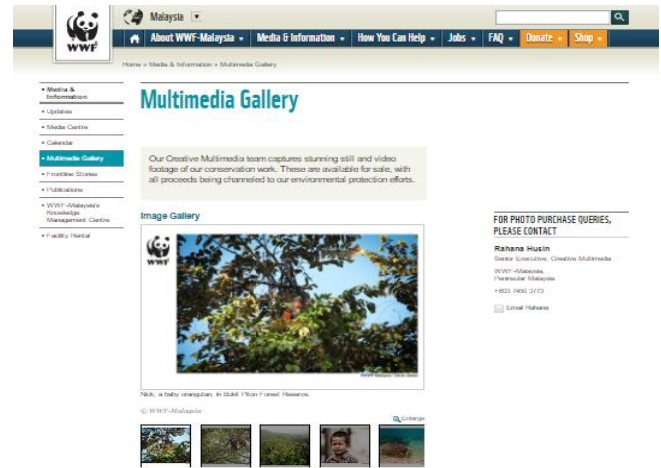 WWF
Malaysia
About WWF-Malaysia Media & Information How You Can Help Jobs FAQ Donate Shop
Home » Media & Information » Multimedia Gallery
• Media & Information
• Updates
• Media Centre
• Calendar
• Multimedia Gallery
• Frontline Stories
• Publications
• WWF-Malaysia's
Knowledge
Management Centre
• Facility Rental
Multimedia Gallery
Our Creative Multimedia team captures stunning still and video
footage of our conservation work. These are available for sale, with
all proceeds being channeled to our environmental protection efforts.
Image Gallery
WWF
Nick, a baby orangutan, in Bukit Piton Forest Reserve.
© WWF-Malaysia
Enlarge
FOR PHOTO PURCHASE QUERIES,
PLEASE CONTACT
Rahana Husin
Senior Executive, Creative Multimedia
WWF-Malaysia,
Peninsular Malaysia
+603 7450 3773
Email Rahana